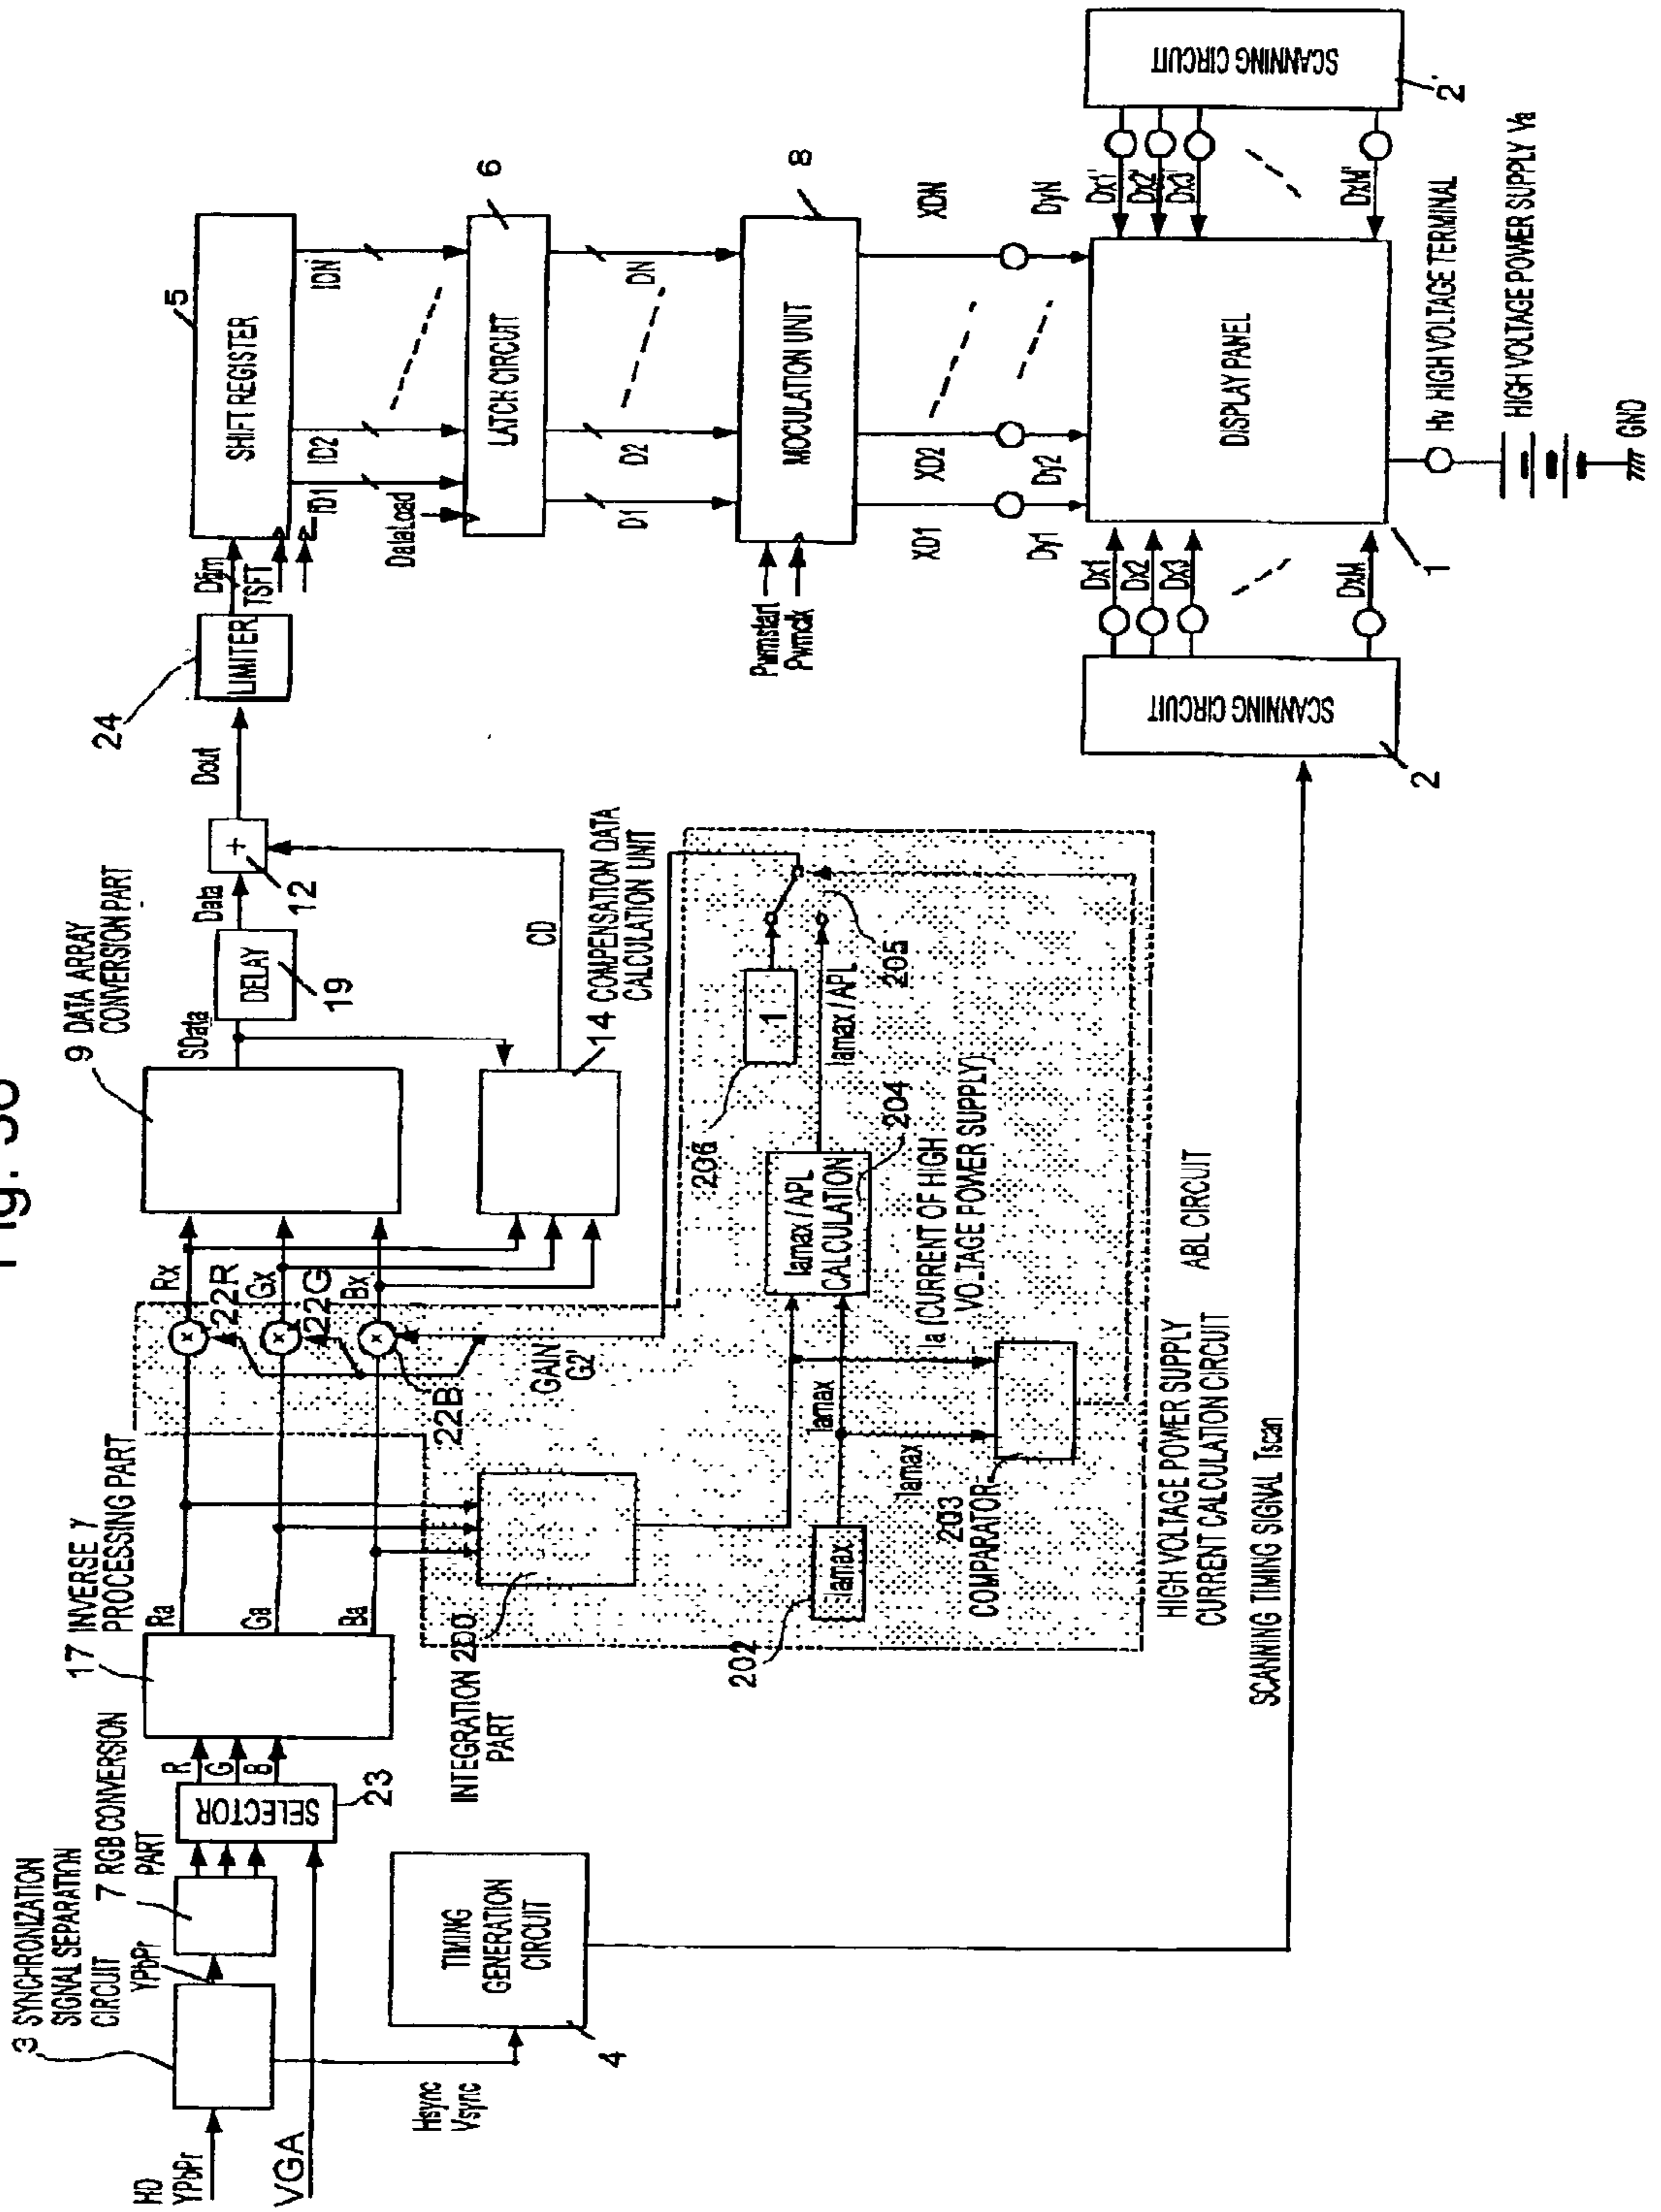 3 SYNCHRONIZATION
SIGNAL SEPARATION
CIRCUIT
YPbPr
7 RGB CONVERSION
PART
HD
YPbPr
VGA
Hsync
Vsync
TIMING
GENERATION
CIRCUIT
4
SELECTOR
23
R
G
B
17 INVERSE γ
PROCESSING PART
Ra
Ga
Ba
INTEGRATION 200
PART
22R
22G
22B
x
x
x
Rx
Gx
Bx
GAIN
G2'
9 DATA ARRAY
CONVERSION PART
SData
DELAY
19
Data
+
12
Dout
CD
14 COMPENSATION DATA
CALCULATION UNIT
202
Iamax
Iamax
Iamax
COMPARATOR
203
Iamax / APL
CALCULATION
204
Ia (CURRENT OF HIGH
VOLTAGE POWER SUPPLY)
Iamax / APL
206
1
205
HIGH VOLTAGE POWER SUPPLY
CURRENT CALCULATION CIRCUIT
ABL CIRCUIT
SCANNING TIMING SIGNAL Tscan
24
LIMITER
Dlim
TSFT
5
SHIFT REGISTER
ID1
ID2
IDN
DataLoad
LATCH CIRCUIT
6
D1
D2
DN
Pwmstart
Pwmclk
MOCULATION UNIT
8
XD1
XD2
XDN
Dy1
Dy2
DyN
SCANNING CIRCUIT
2
Dx1
Dx2
Dx3
DxM
DISPLAY PANEL
1
Dx1'
Dx2'
Dx3'
DxM'
SCANNING CIRCUIT
2'
Hv HIGH VOLTAGE TERMINAL
HIGH VOLTAGE POWER SUPPLY Va
GND